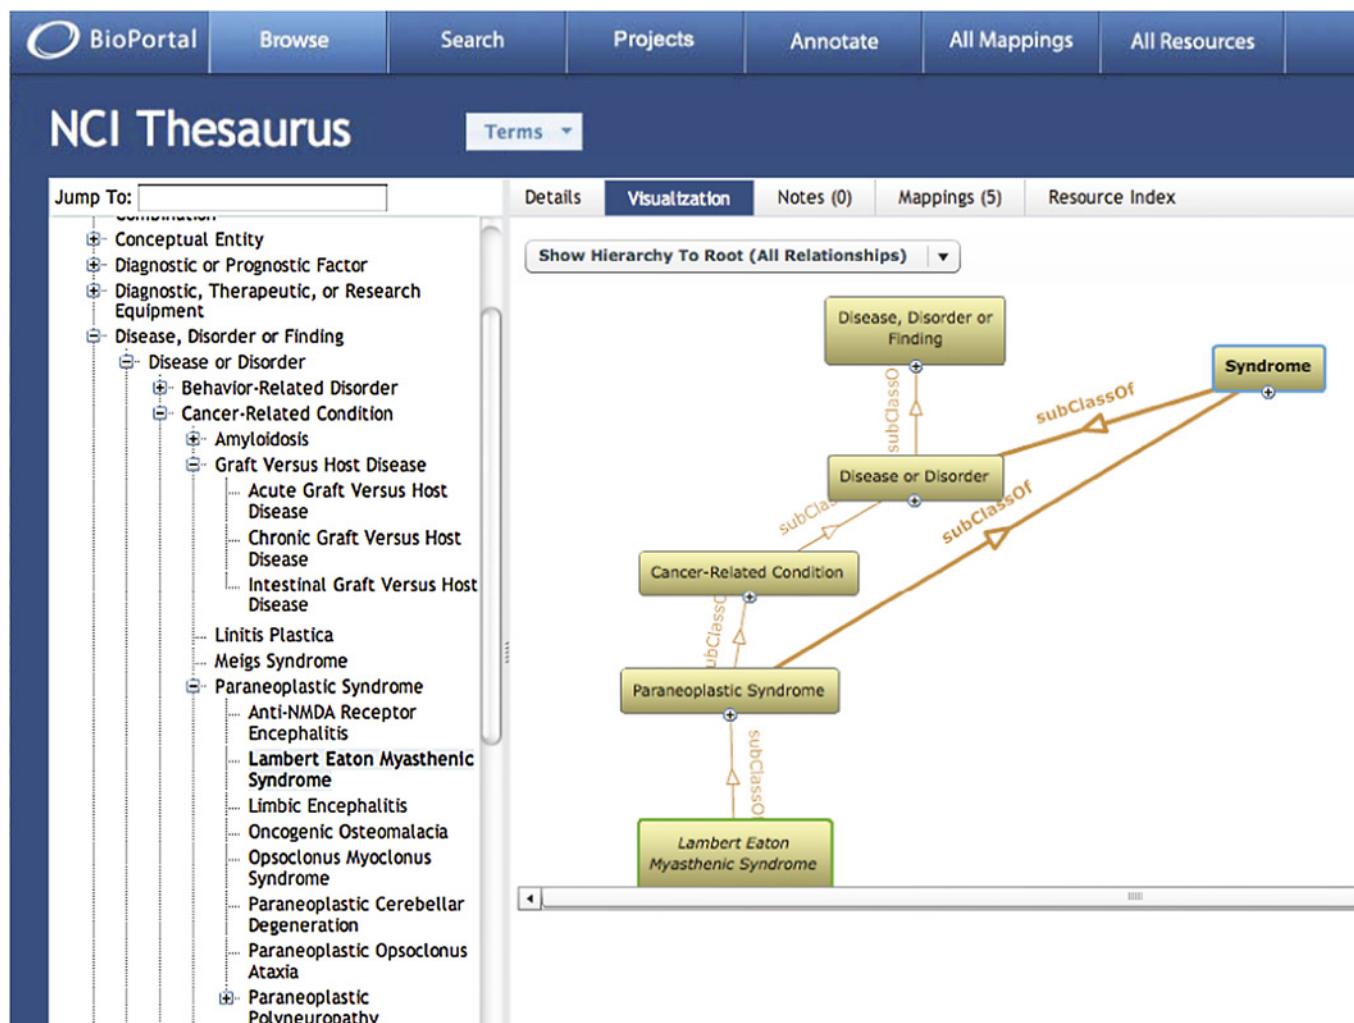 BioPortal
Browse
Search
Projects
Annotate
All Mappings
All Resources
NCI Thesaurus
Terms
Jump To:
Combination
Conceptual Entity
Diagnostic or Prognostic Factor
Diagnostic, Therapeutic, or Research
Equipment
Disease, Disorder or Finding
Disease or Disorder
Behavior-Related Disorder
Cancer-Related Condition
Amyloidosis
Graft Versus Host Disease
Acute Graft Versus Host
Disease
Chronic Graft Versus Host
Disease
Intestinal Graft Versus Host
Disease
Linitis Plastica
Meigs Syndrome
Paraneoplastic Syndrome
Anti-NMDA Receptor
Encephalitis
Lambert Eaton Myasthenic
Syndrome
Limbic Encephalitis
Oncogenic Osteomalacia
Opsoclonus Myoclonus
Syndrome
Paraneoplastic Cerebellar
Degeneration
Paraneoplastic Opsoclonus
Ataxia
Paraneoplastic
Polyneuropathy
Details
Visualization
Notes (0)
Mappings (5)
Resource Index
Show Hierarchy To Root (All Relationships)
Disease, Disorder or
Finding
Syndrome
subClassO
subClassOf
Disease or Disorder
subClas
subClassOf
Cancer-Related Condition
ubClassO
Paraneoplastic Syndrome
subClassOf
Lambert Eaton
Myasthenic Syndrome